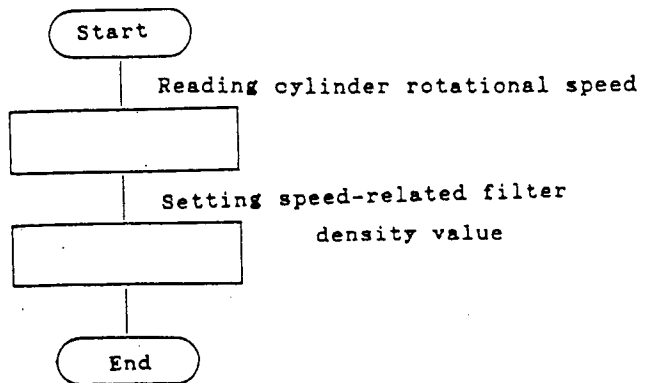 Start
Reading cylinder rotational speed
Setting speed-related filter
density value
End